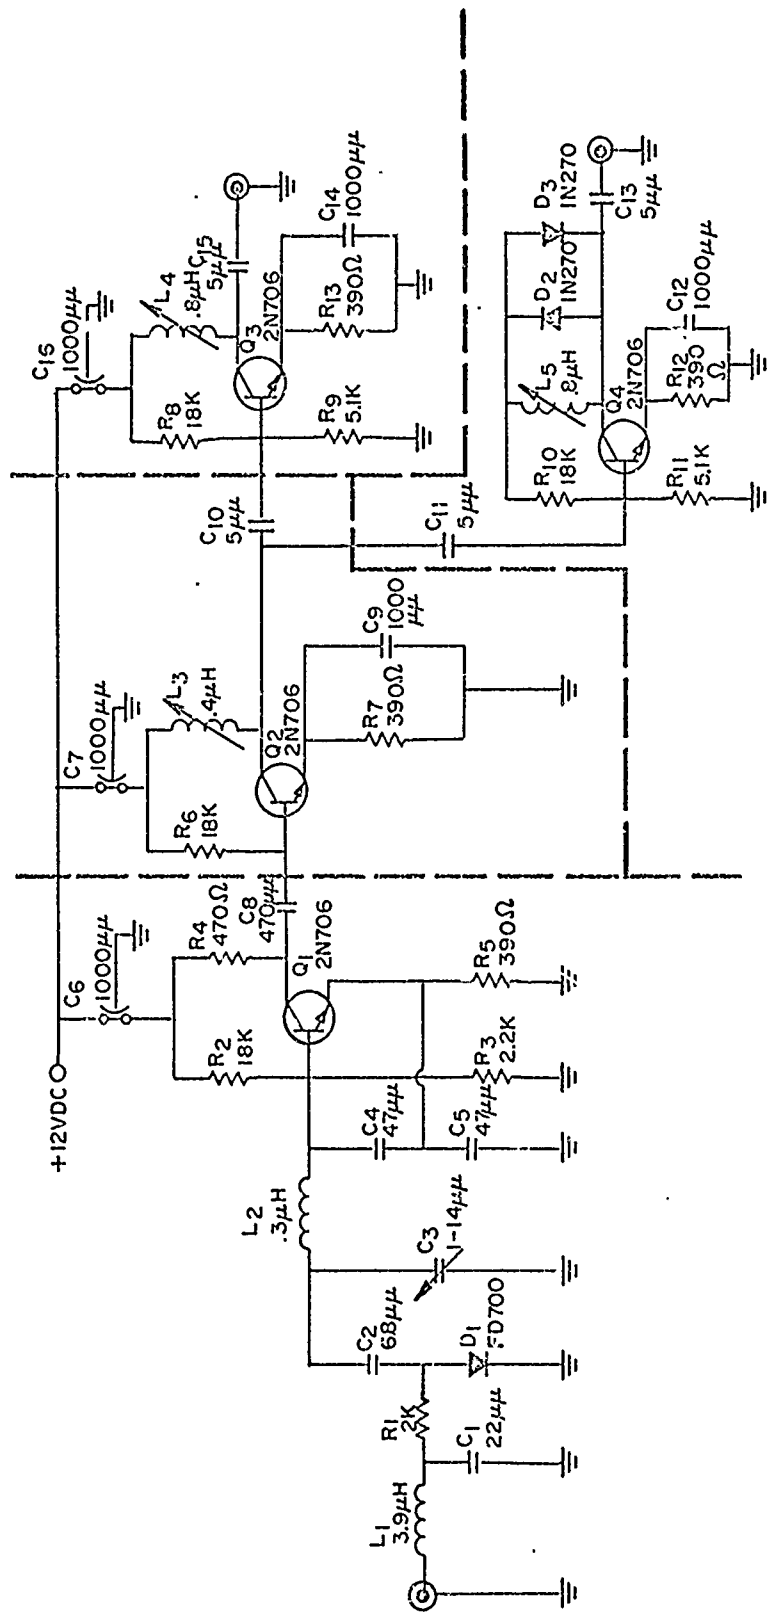 +12VDC
C6
1000µµ
C7
1000µµ
C16
1000µµ
R2
18K
R4
470Ω
C8
470µµ
Q1
2N706
R6
18K
L3
.4µH
Q2
2N706
C10
5µµ
R8
18K
L4
.8µH
C15
5µµ
Q3
2N706
L2
.3µH
C4
47µµ
C5
47µµ
R3
2.2K
R5
390Ω
R7
390Ω
C9
1000
µµ
C11
5µµ
R9
5.1K
R13
390Ω
C14
1000µµ
L1
3.9µH
C1
22µµ
R1
2K
C2
68µµ
D1
FD700
C3
1-14µµ
R10
18K
L5
.8µH
D2
1N270
D3
1N270
C13
5µµ
Q4
2N706
R11
5.1K
R12
390
Ω
C12
1000µµ